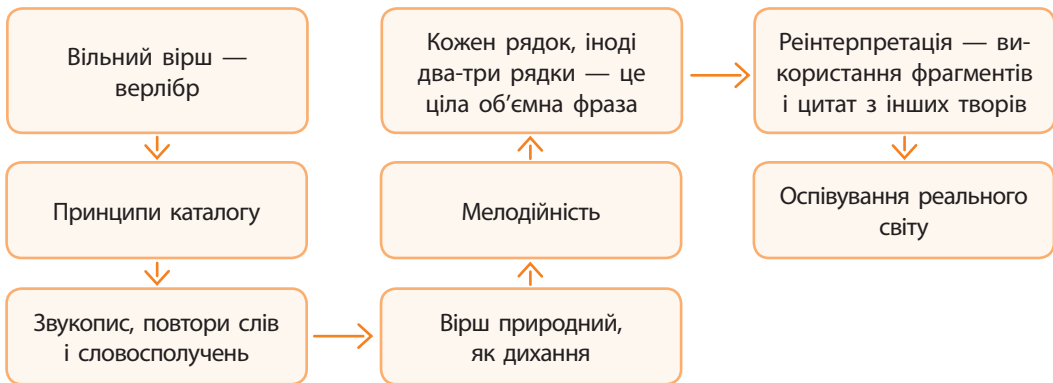 Вільний вірш —
верлібр
Принципи каталогу
Звукопис, повтори слів
і словосполучень
Вірш природний,
як дихання
Мелодійність
Кожен рядок, іноді
два-три рядки — це
ціла об’ємна фраза
Реінтерпретація — ви-
користання фрагментів
і цитат з інших творів
Оспівування реального
світу